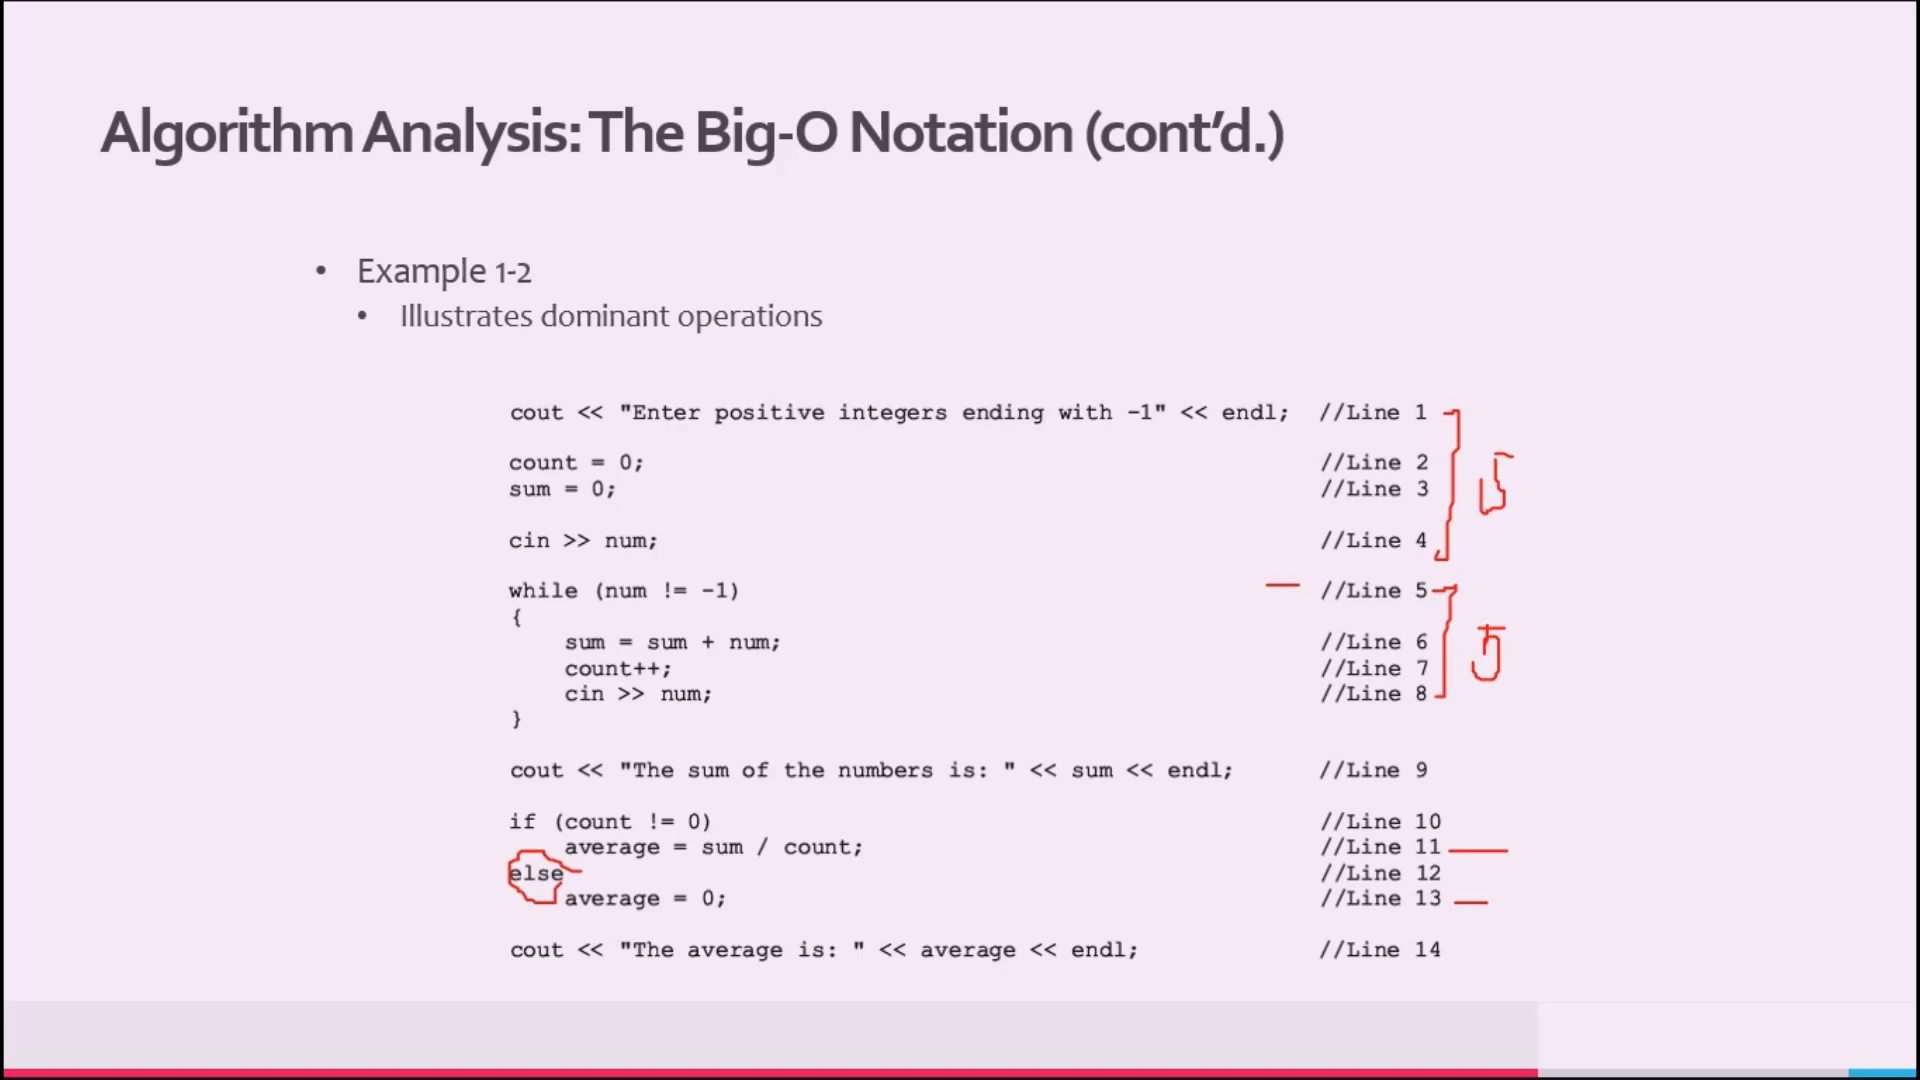 Algorithm Analysis: The Big-O Notation (cont’d.)
• Example 1-2
• Illustrates dominant operations
cout << "Enter positive integers ending with -1" << endl; //Line 1
count = 0; //Line 2
sum = 0; //Line 3
5
cin >> num; //Line 4
while (num != -1) //Line 5
{
sum = sum + num; //Line 6
5
count++; //Line 7
cin >> num; //Line 8
}
cout << "The sum of the numbers is: " << sum << endl; //Line 9
if (count != 0) //Line 10
average = sum / count; //Line 11
else //Line 12
average = 0; //Line 13
cout << "The average is: " << average << endl; //Line 14